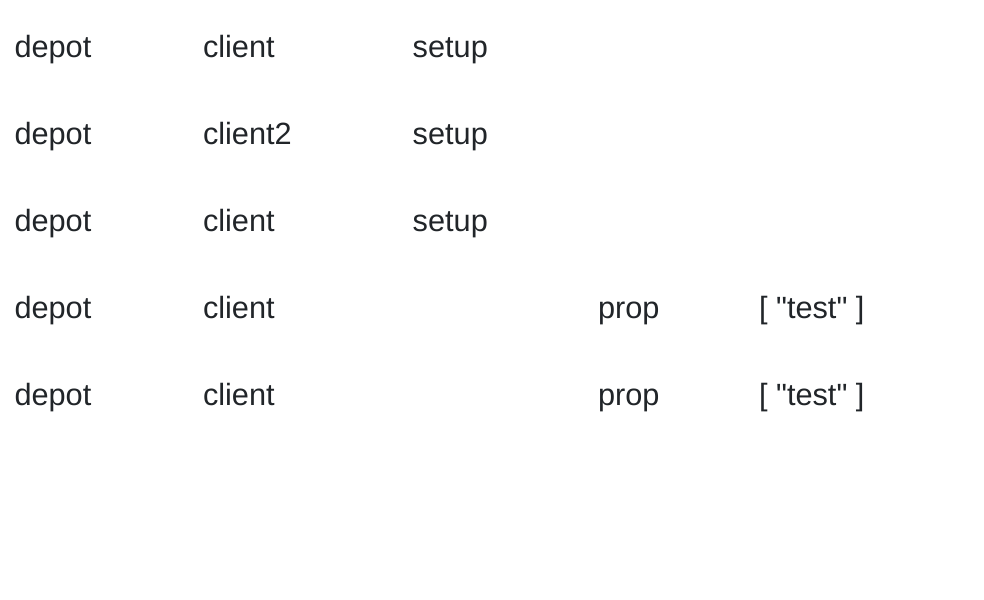 depot client setup
depot client2 setup
depot client setup
depot client prop [ "test" ]
depot client prop [ "test" ]